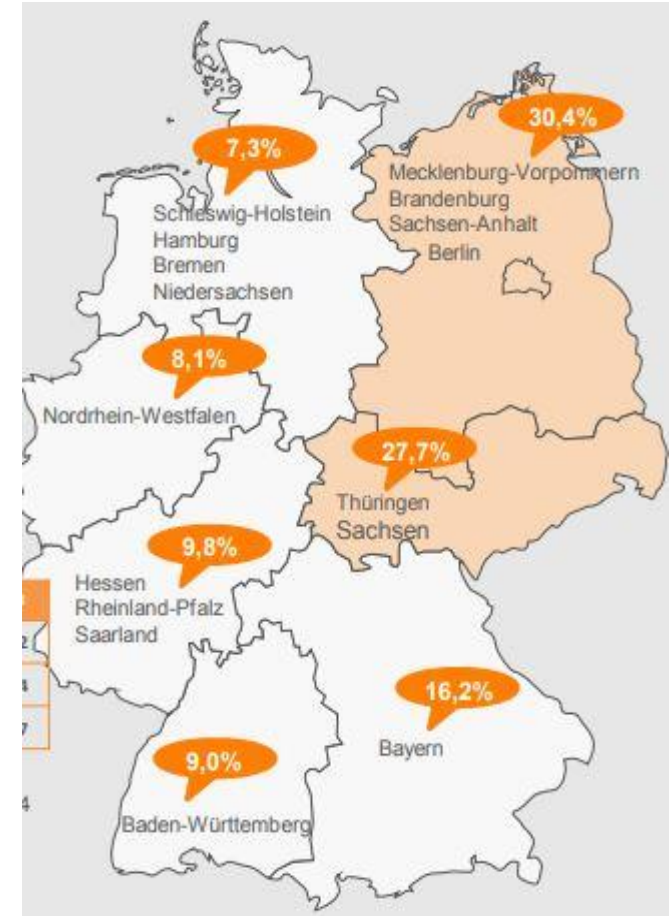 30,4%
7,3%
Mecklenburg-Vorpommern
Brandenburg
Sachsen-Anhalt
Berlin
Schleswig-Holstein
Hamburg
Bremen
Niedersachsen
8,1%
Nordrhein-Westfalen
27,7%
Thüringen
Sachsen
9,8%
Hessen
Rheinland-Pfalz
Saarland
16,2%
Bayern
9,0%
Baden-Württemberg